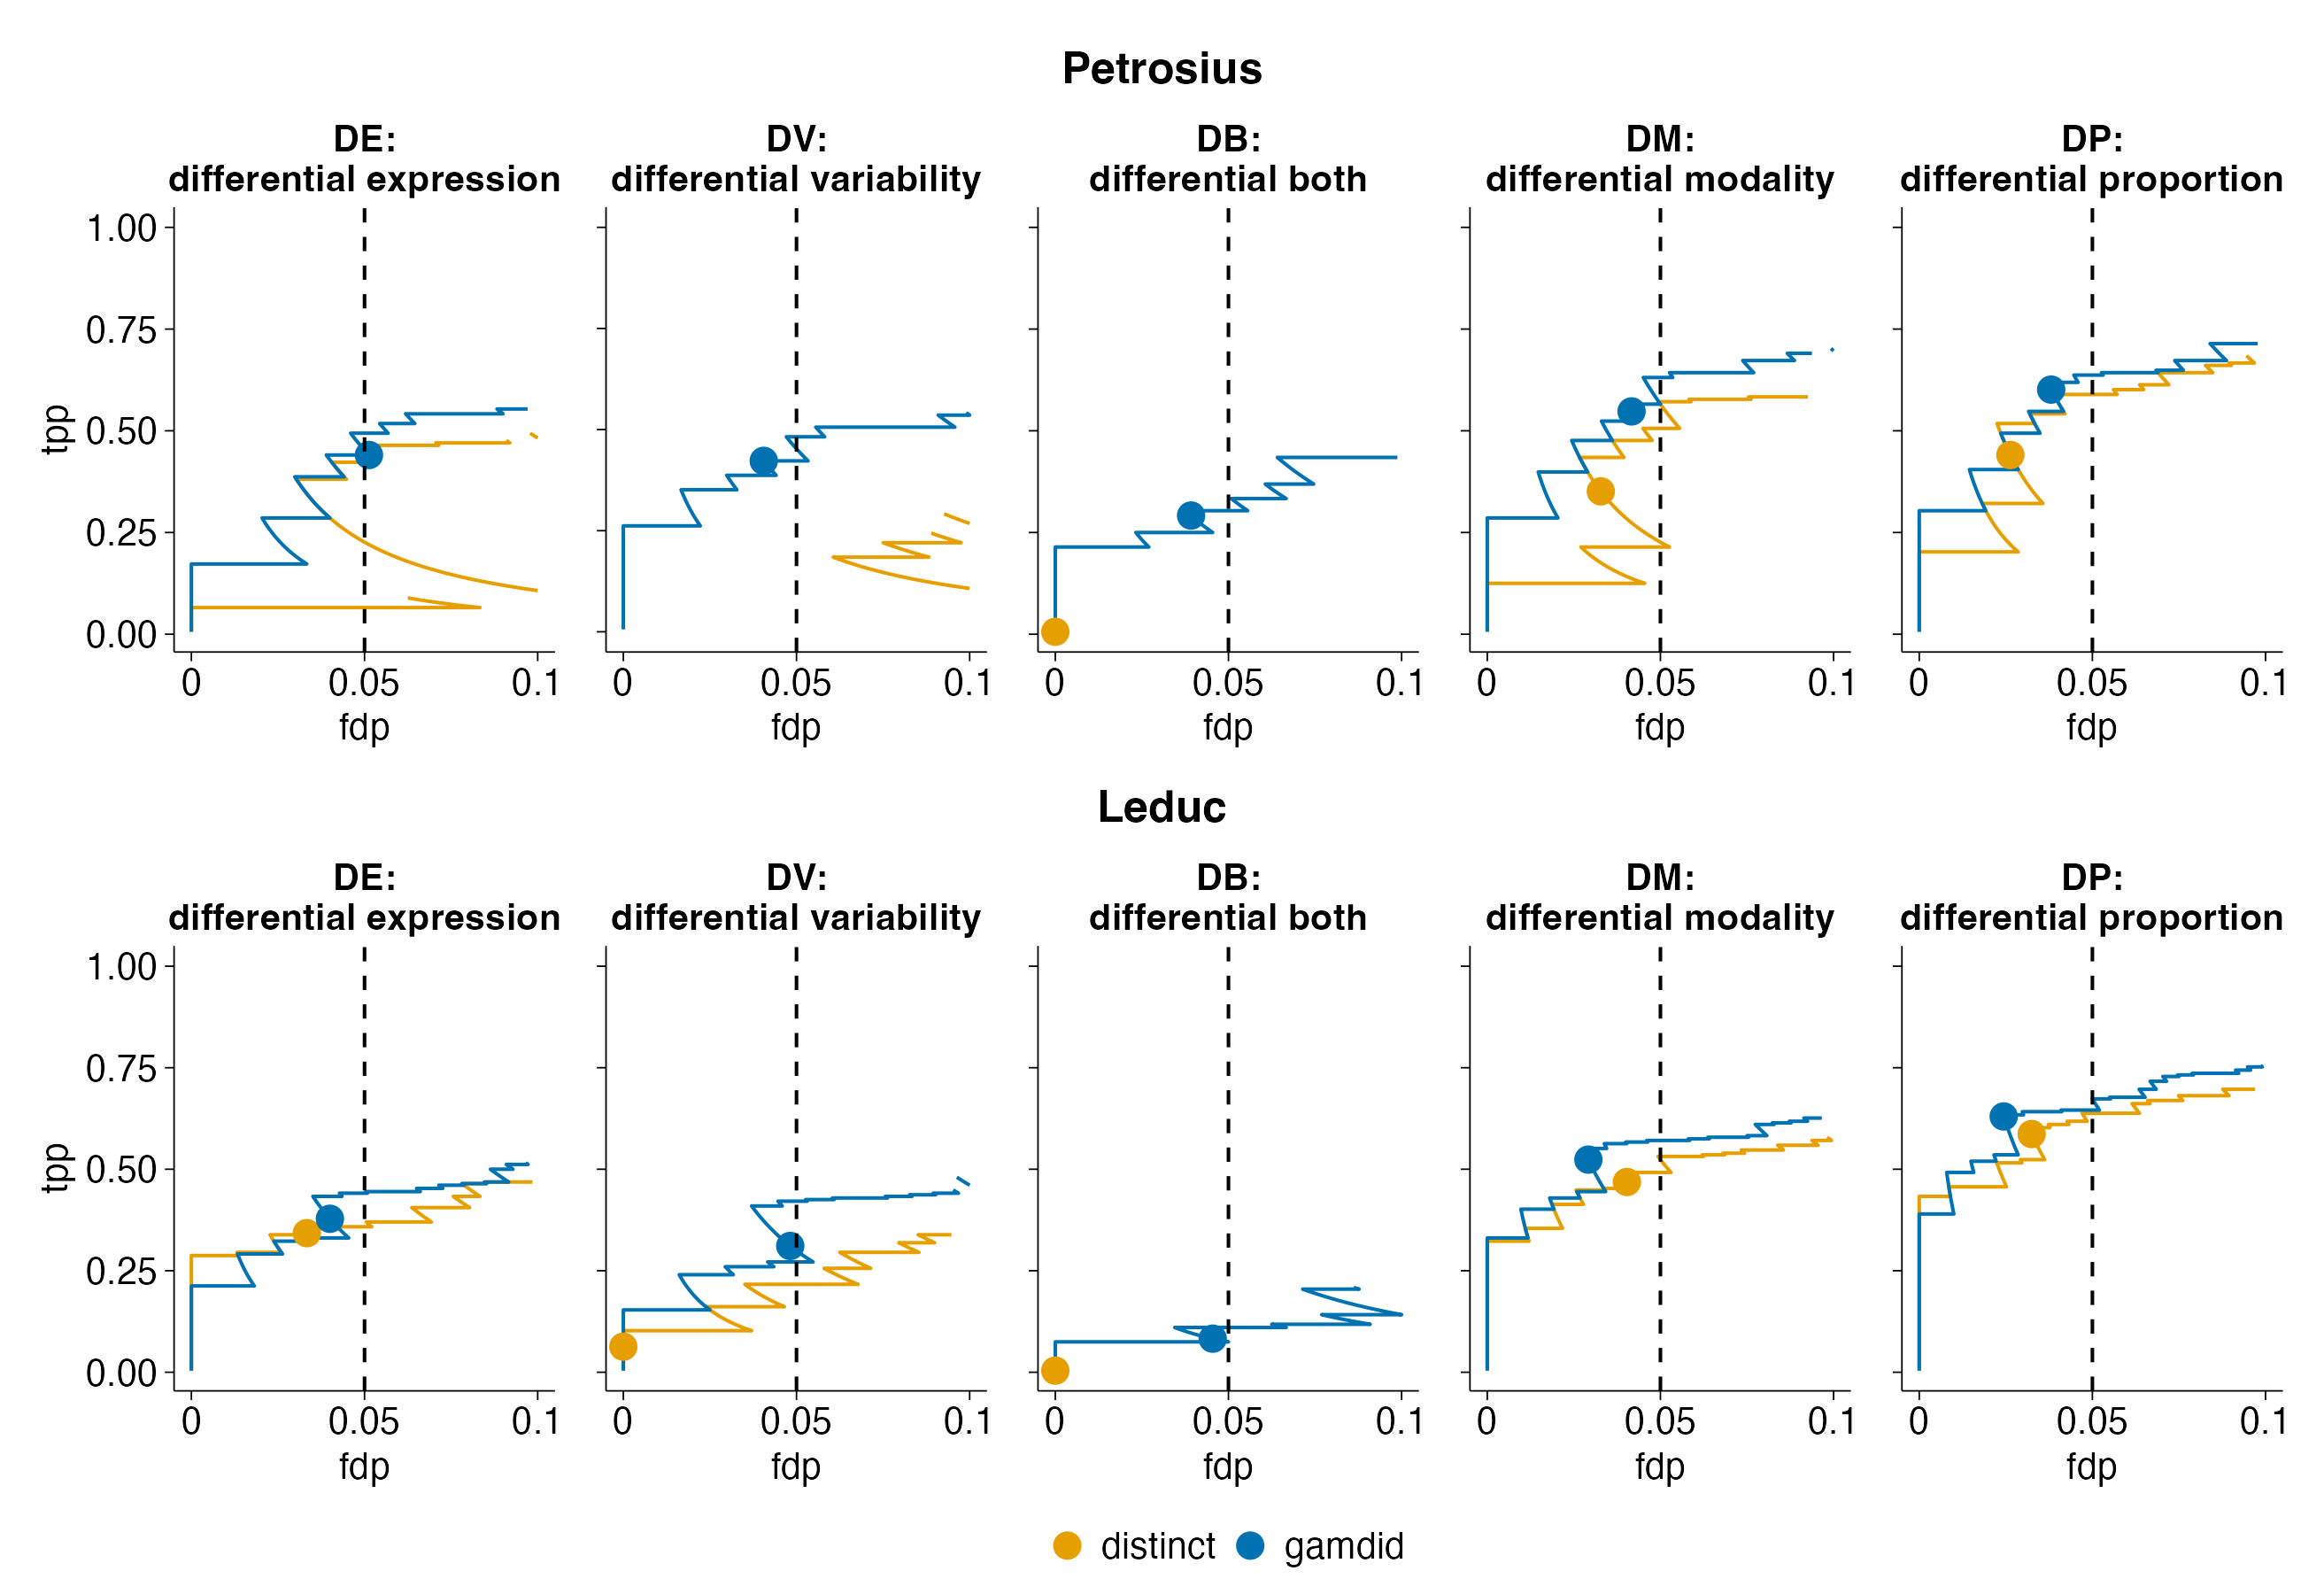 Petrosius
DE: DV: DB: DM: DP:
differential expression differential variability differential both differential modality differential proportion
1.00
0.75
0.50
0.25
0.00
tpp
0 0.05 0.1 0 0.05 0.1 0 0.05 0.1 0 0.05 0.1 0 0.05 0.1
fdp fdp fdp fdp fdp
Leduc
DE: DV: DB: DM: DP:
differential expression differential variability differential both differential modality differential proportion
1.00
0.75
0.50
0.25
0.00
tpp
0 0.05 0.1 0 0.05 0.1 0 0.05 0.1 0 0.05 0.1 0 0.05 0.1
fdp fdp fdp fdp fdp
distinct gamdid